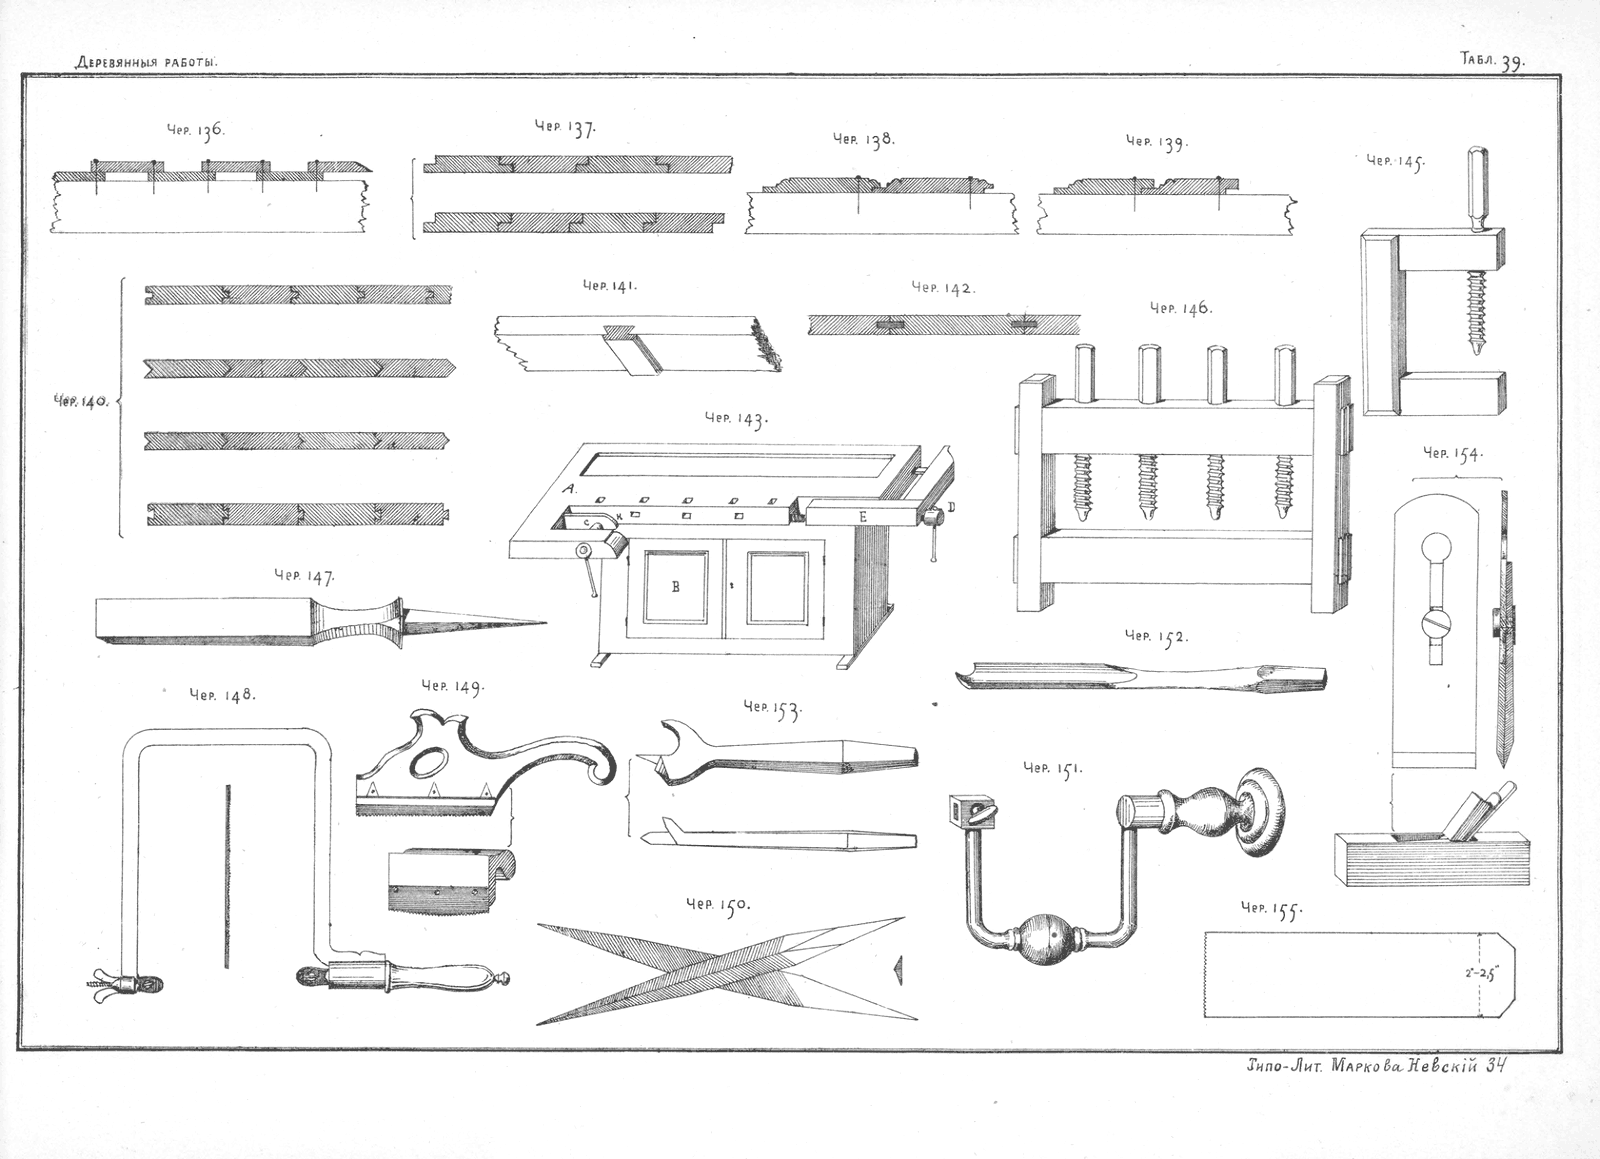 Деревянныя работы.
Табл. 39.
Чер. 136.
Чер. 137.
Чер. 138.
Чер. 139.
Чер. 145.
Чер. 140.
Чер. 141.
Чер. 142.
Чер. 146.
Чер. 143.
A.
C
K
E
D
B
Чер. 154.
Чер. 147.
Чер. 152.
Чер. 148.
Чер. 149.
Чер. 153.
Чер. 151.
Чер. 150.
Чер. 155.
2"-2,5"
Типо-Лит. Маркова Невскій 34